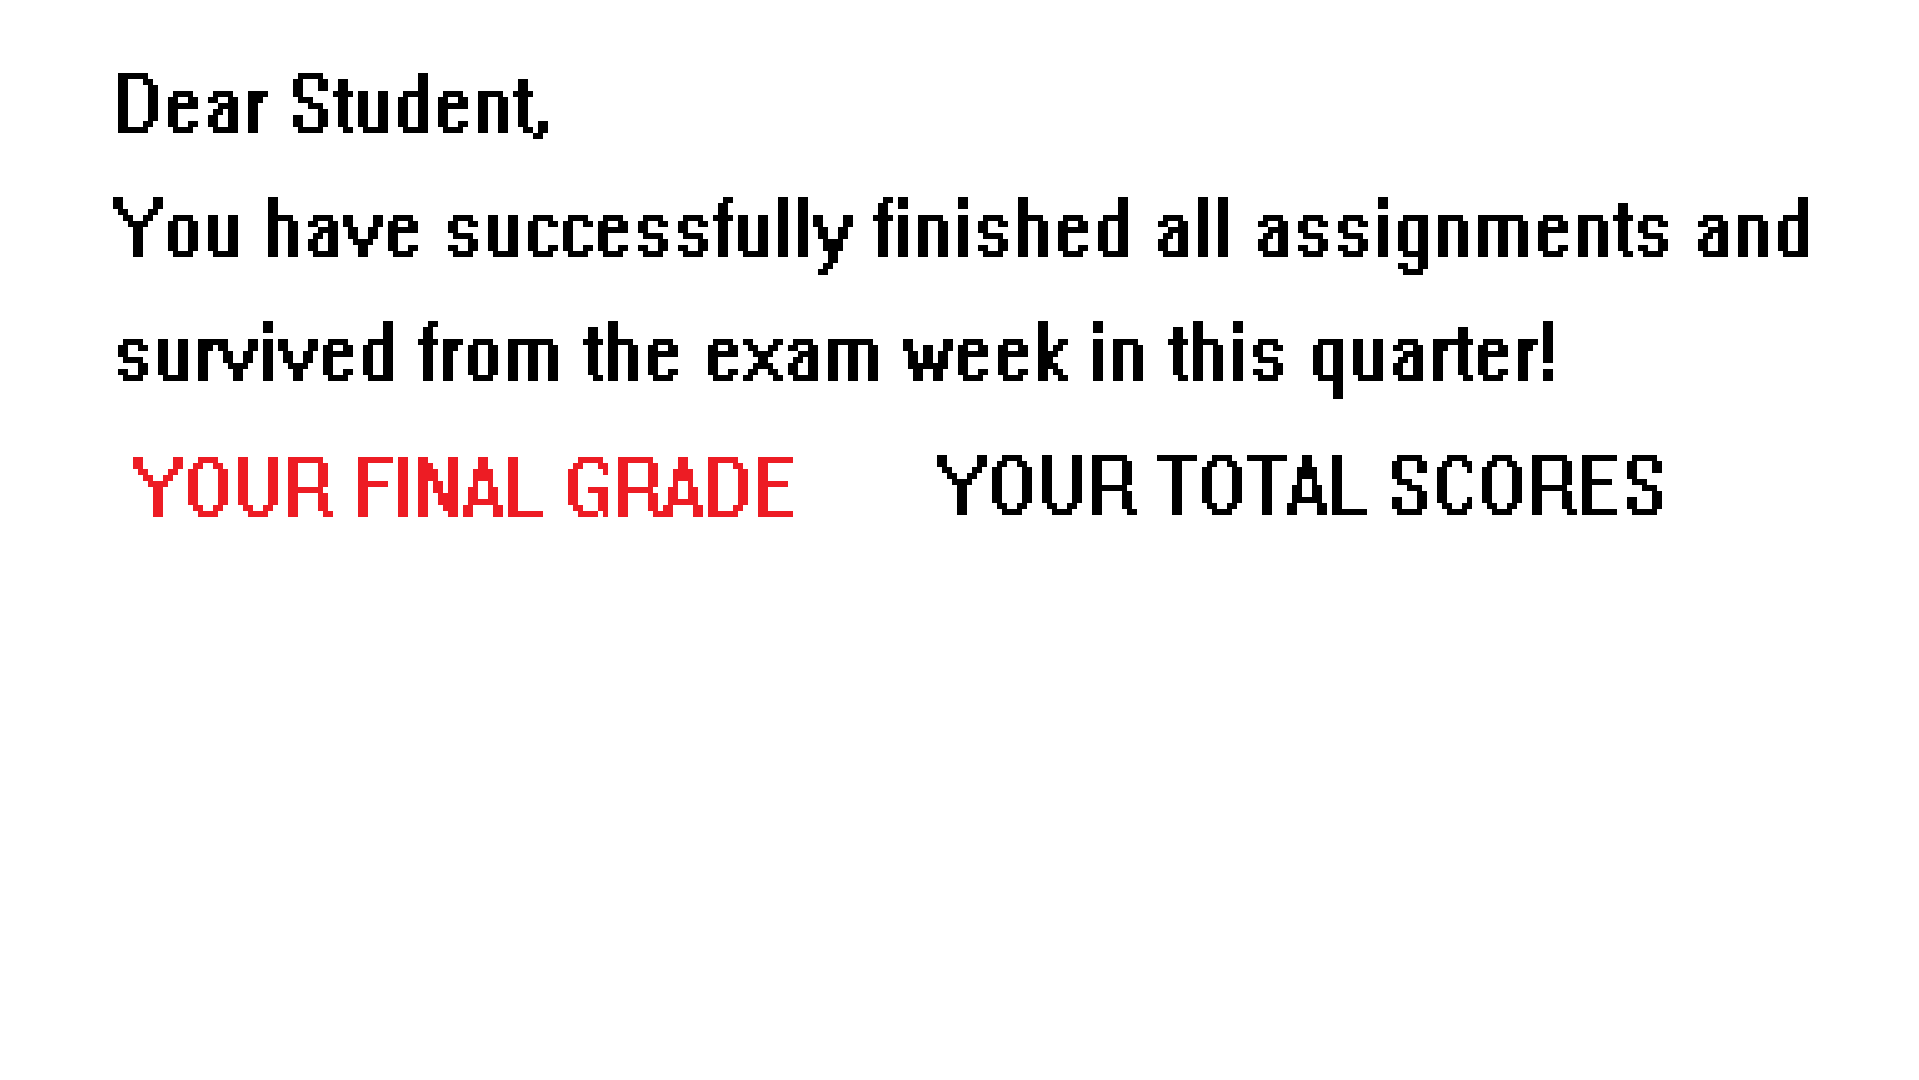 Dear Student,
You have successfully finished all assignments and
survived from the exam week in this quarter!
YOUR FINAL GRADE YOUR TOTAL SCORES